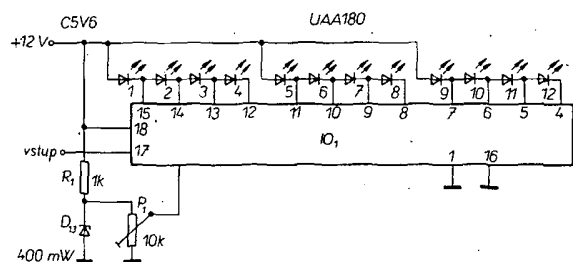 C5V6 UAA180
+12 V
1 2 3 4 5 6 7 8 9 10 11 12
15 14 13 12 11 10 9 8 7 6 5 4
18
IO1
vstup 17
1 16
R1 1k
P1
D13 10k
400 mW